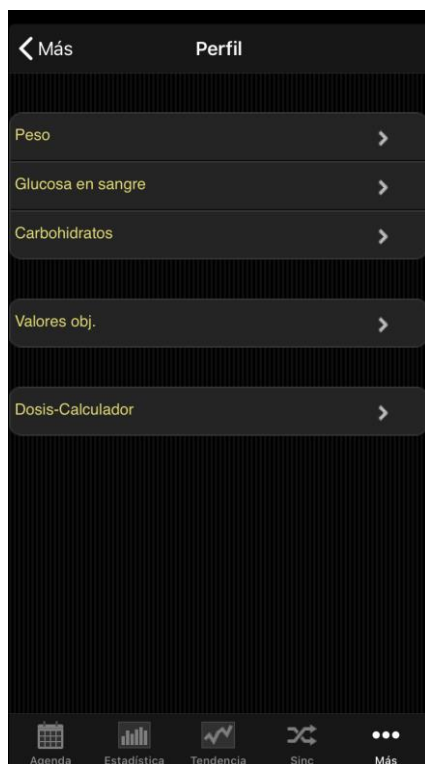 Más
Perfil
Peso
Glucosa en sangre
Carbohidratos
Valores obj.
Dosis-Calculador
Agenda
Estadística
Tendencia
Sinc
Más